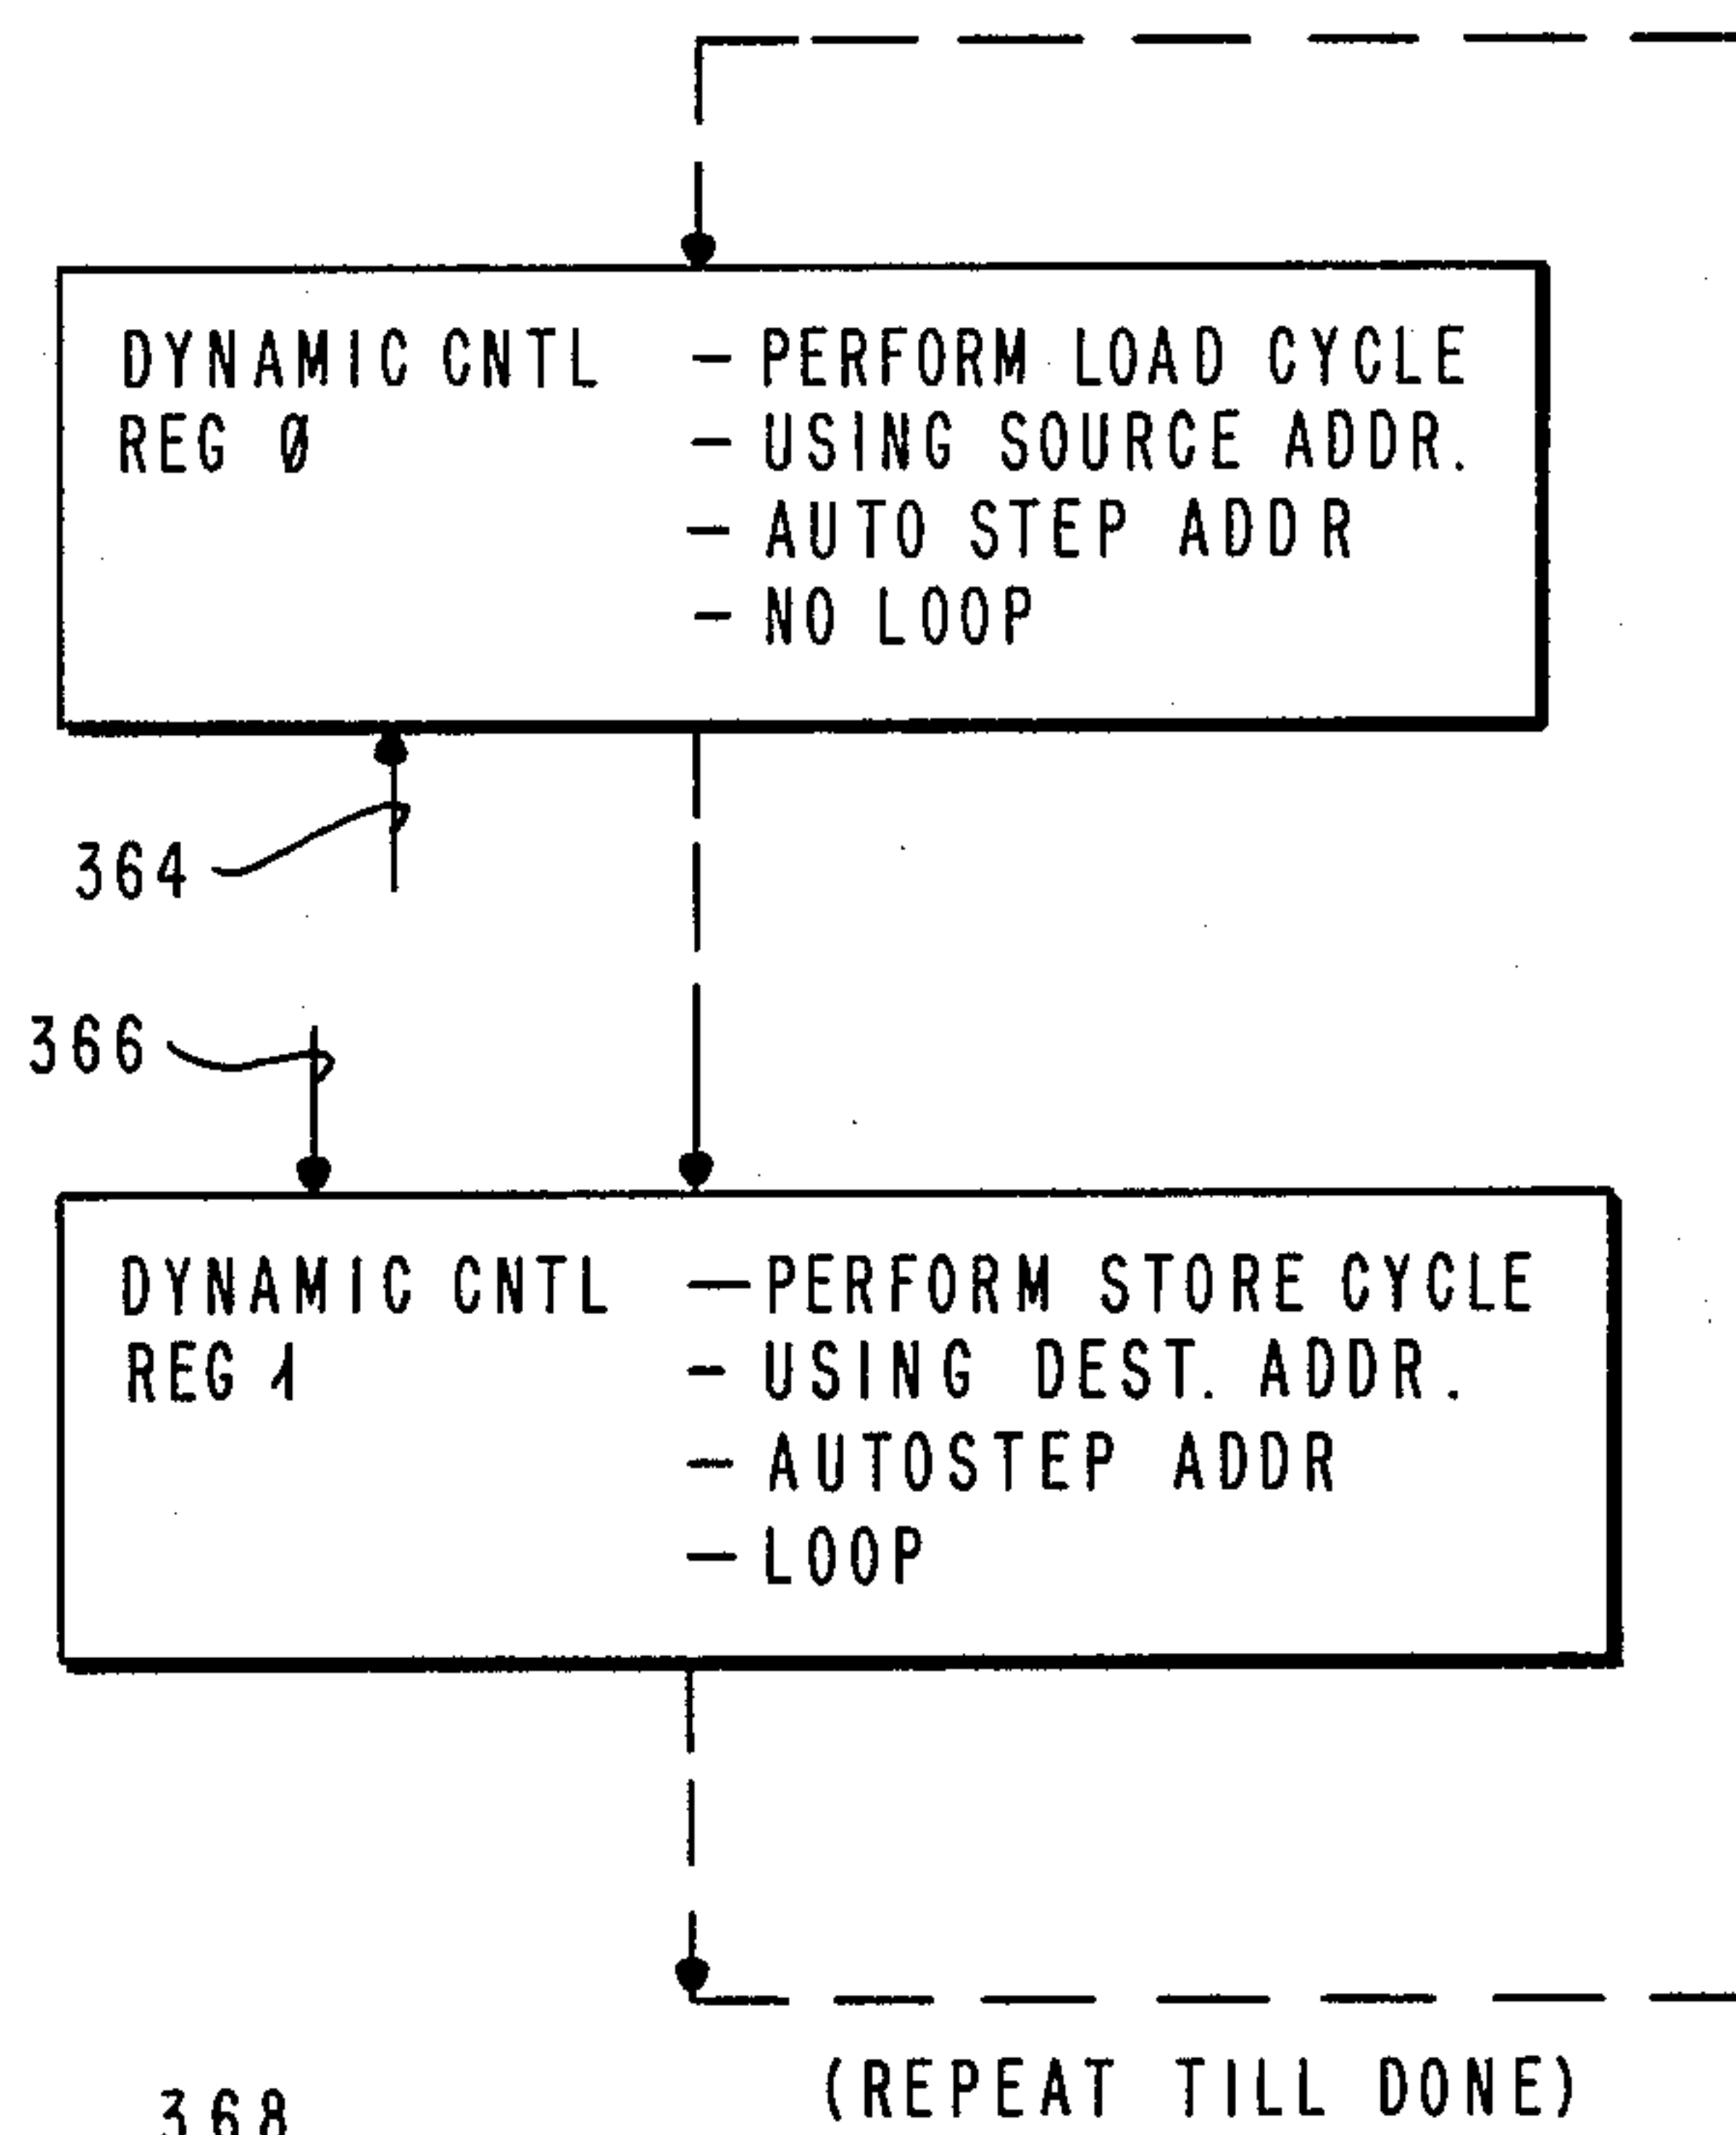 DYNAMIC CNTL — PERFORM LOAD CYCLE
REG 0 — USING SOURCE ADDR.
— AUTO STEP ADDR
— NO LOOP
364
366
DYNAMIC CNTL — PERFORM STORE CYCLE
REG 1 — USING DEST. ADDR.
— AUTOSTEP ADDR
— LOOP
(REPEAT TILL DONE)
368